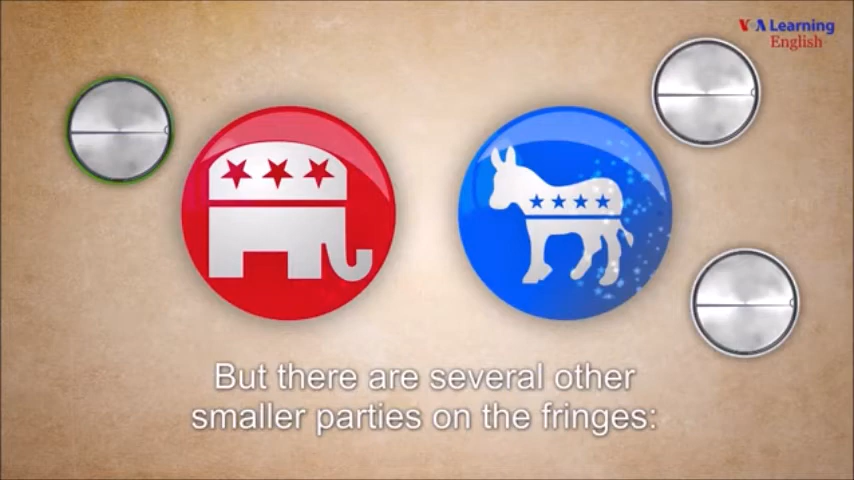 VOA Learning
English
But there are several other
smaller parties on the fringes: